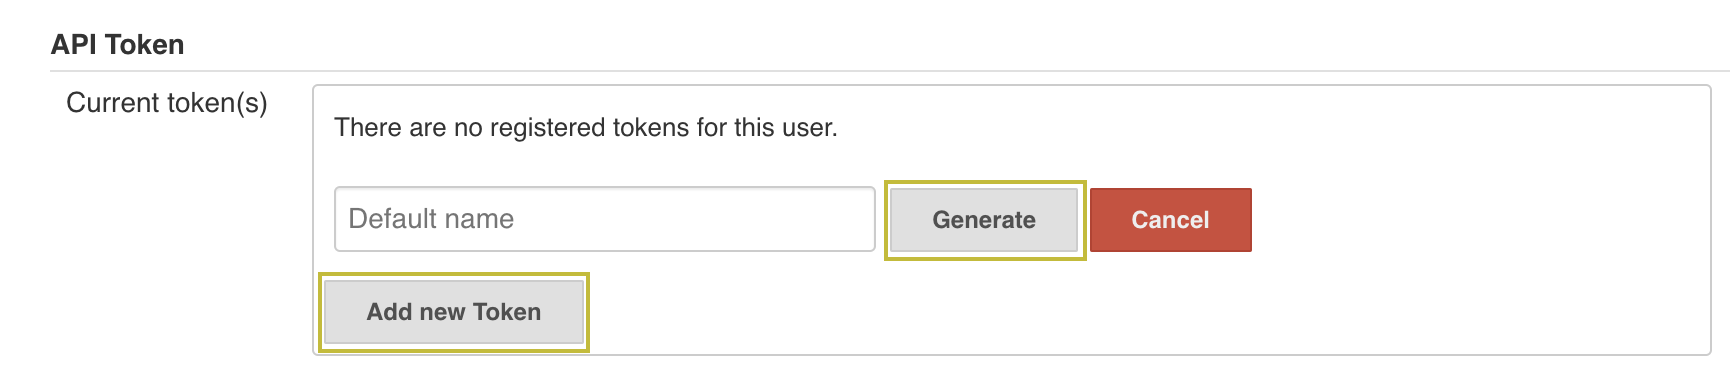 API Token
Current token(s)
There are no registered tokens for this user.
Default name
Generate
Cancel
Add new Token